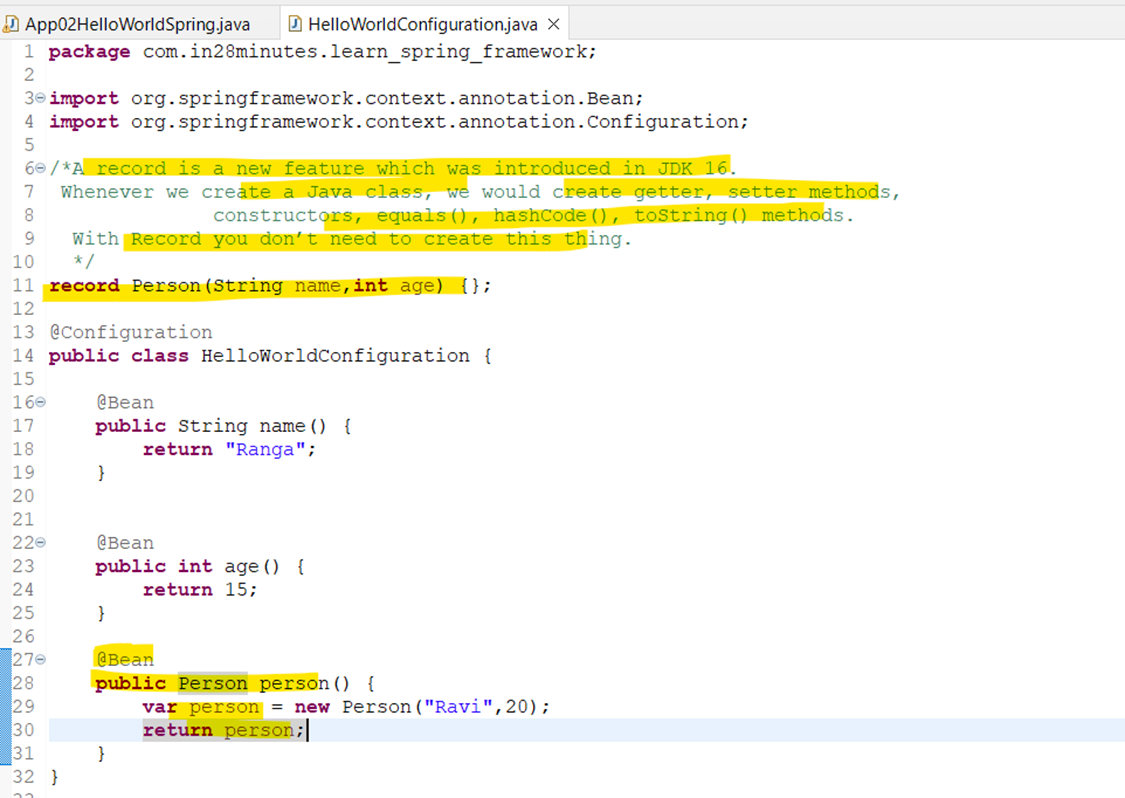 App02HelloWorldSpring.java HelloWorldConfiguration.java ×
1 package com.in28minutes.learn_spring_framework;
2
3 import org.springframework.context.annotation.Bean;
4 import org.springframework.context.annotation.Configuration;
5
6 /*A record is a new feature which was introduced in JDK 16.
7 Whenever we create a Java class, we would create getter, setter methods,
8 constructors, equals(), hashCode(), toString() methods.
9 With Record you don’t need to create this thing.
10 */
11 record Person(String name,int age) {};
12
13 @Configuration
14 public class HelloWorldConfiguration {
15
16 @Bean
17 public String name() {
18 return "Ranga";
19 }
20
21
22 @Bean
23 public int age() {
24 return 15;
25 }
26
27 @Bean
28 public Person person() {
29 var person = new Person("Ravi",20);
30 return person;
31 }
32 }